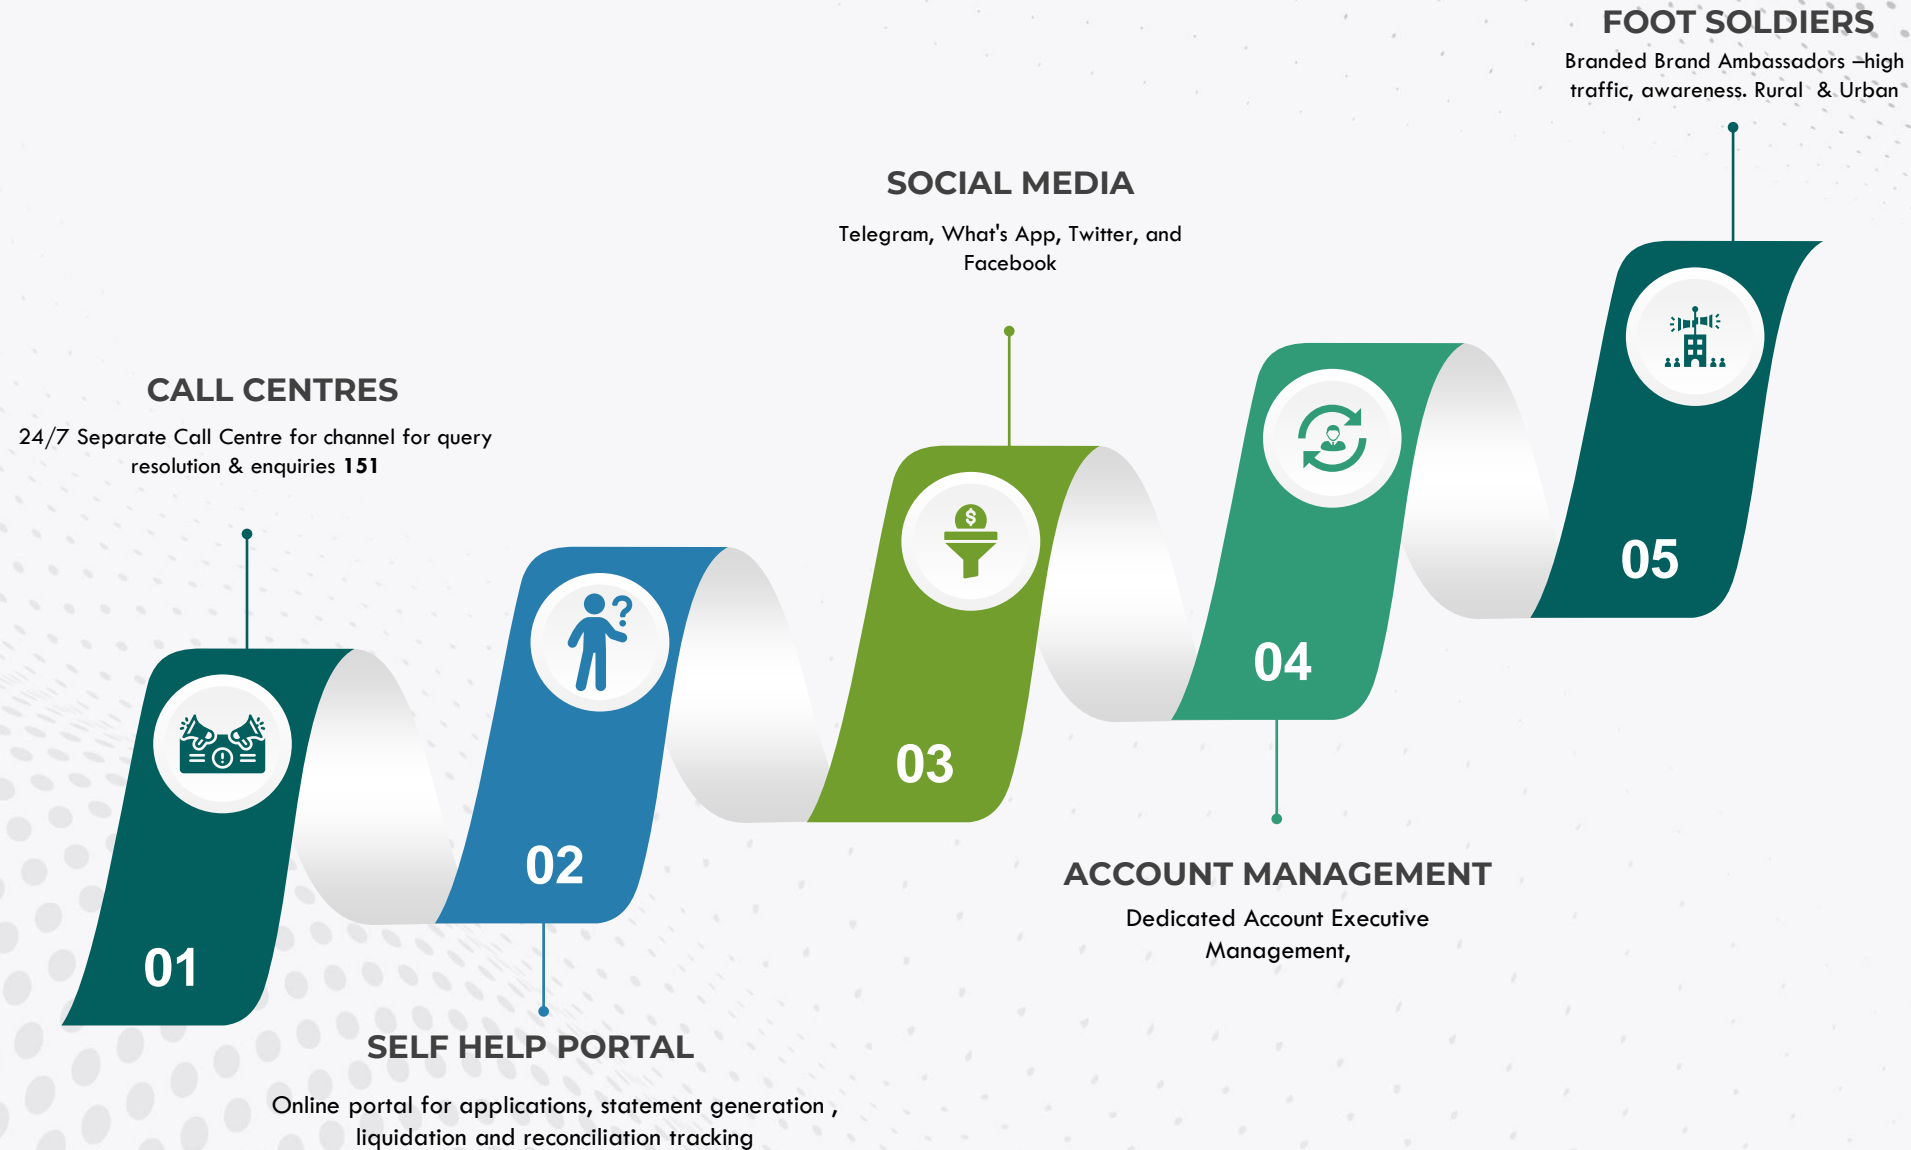 FOOT SOLDIERS
Branded Brand Ambassadors –high
traffic, awareness. Rural  & Urban
SOCIAL MEDIA
Telegram, What's App, Twitter, and
Facebook
CALL CENTRES
24/7 Separate Call Centre for channel for query
resolution & enquiries 151
05
04
03
02
01
ACCOUNT MANAGEMENT
Dedicated Account Executive
Management,
SELF HELP PORTAL
Online portal for applications, statement generation ,
liquidation and reconciliation tracking